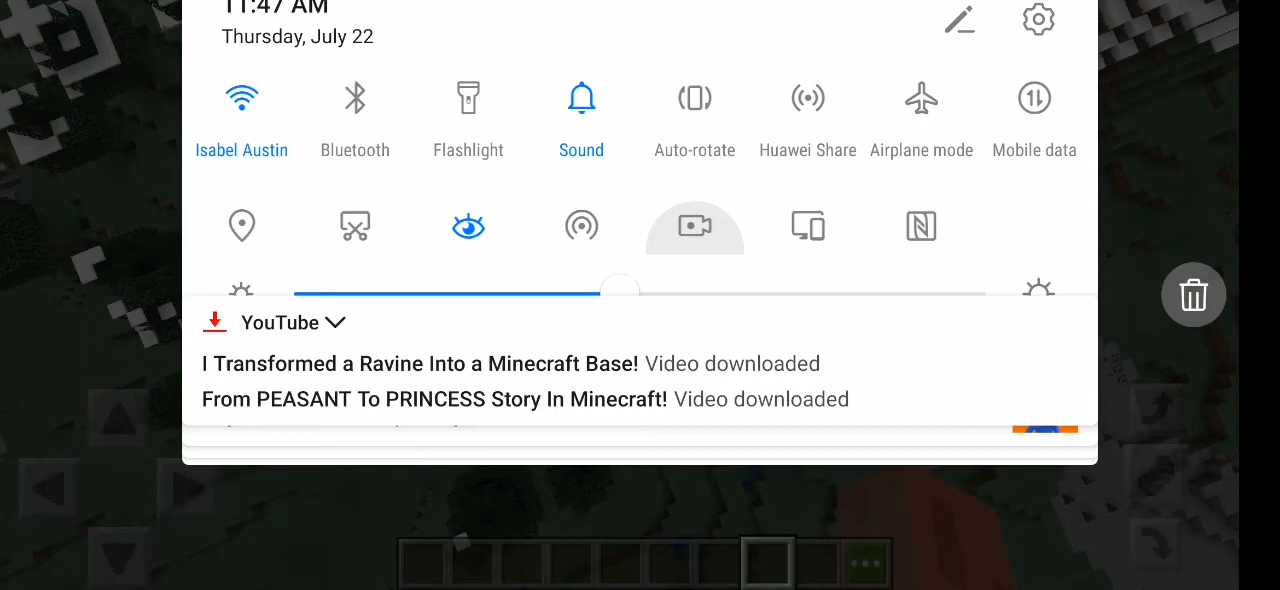 11:47 AM
Thursday, July 22
Isabel Austin
Bluetooth
Flashlight
Sound
Auto-rotate
Huawei Share
Airplane mode
Mobile data
YouTube
I Transformed a Ravine Into a Minecraft Base! Video downloaded
From PEASANT To PRINCESS Story In Minecraft! Video downloaded